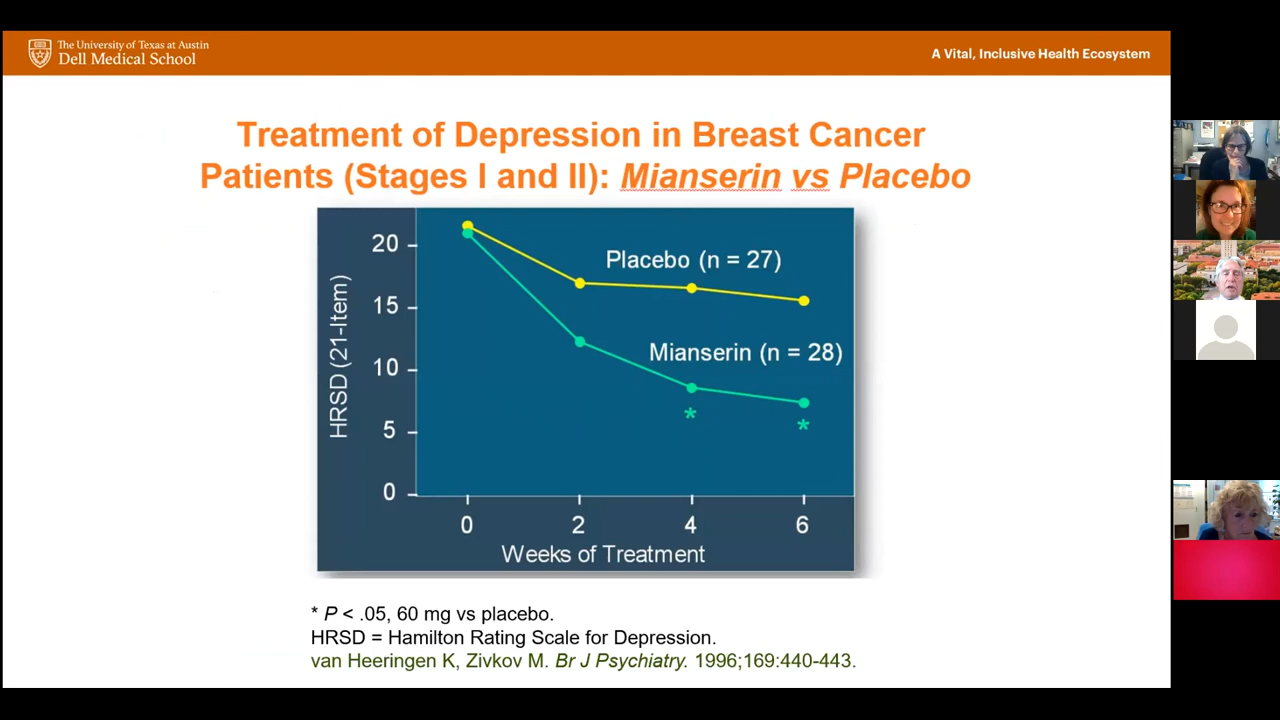 The University of Texas at Austin
Dell Medical School
A Vital, Inclusive Health Ecosystem
Treatment of Depression in Breast Cancer
Patients (Stages I and II): Mianserin vs Placebo
HRSD (21-Item)
20
15
10
5
0
Placebo (n = 27)
Mianserin (n = 28)
*
*
0 2 4 6
Weeks of Treatment
* P < .05, 60 mg vs placebo.
HRSD = Hamilton Rating Scale for Depression.
van Heeringen K, Zivkov M. Br J Psychiatry. 1996;169:440-443.